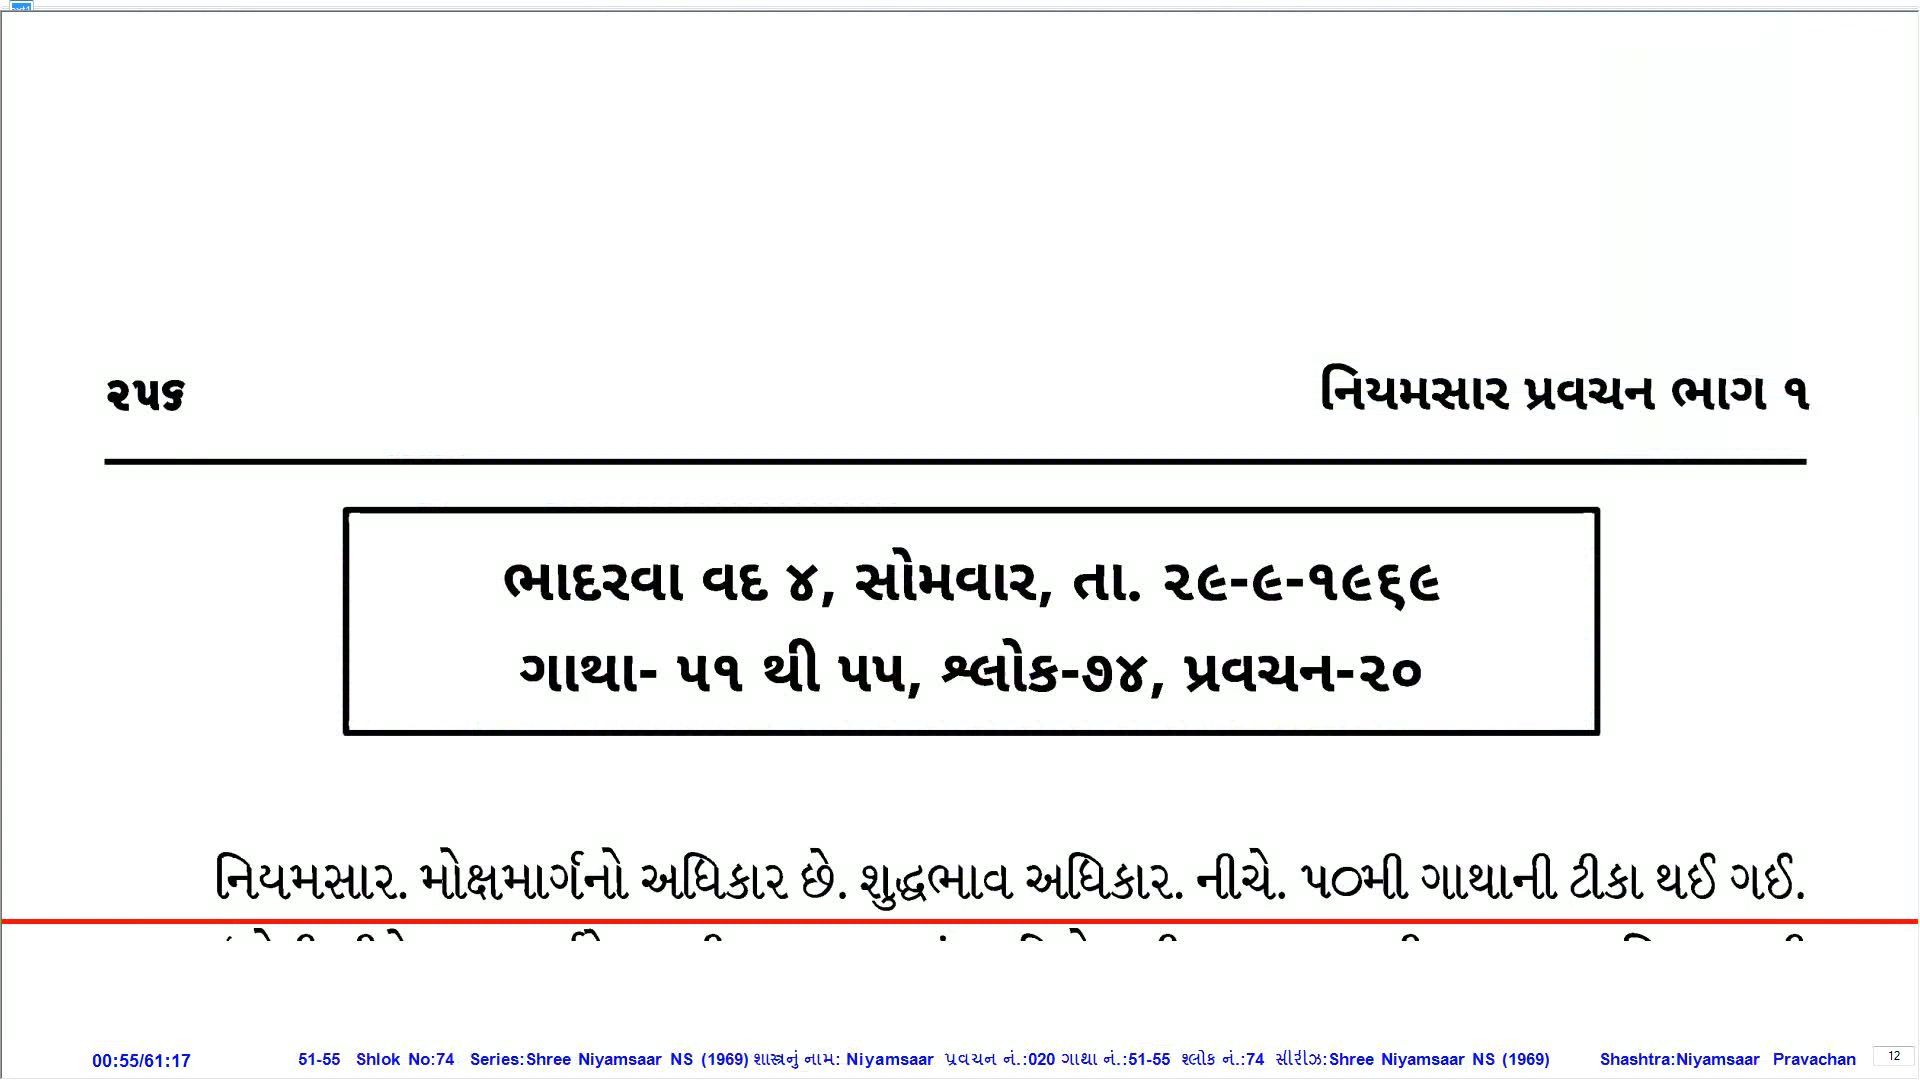 ૨૫૬ નિયમસાર પ્રવચન ભાગ ૧
ભાદરવા વદ ૪, સોમવાર, તા. ૨૯-૯-૧૯૬૯
ગાથા- ૫૧ થી ૫૫, શ્લોક-૭૪, પ્રવચન-૨૦
નિયમસાર. મોક્ષમાર્ગનો અધિકાર છે. શુદ્ધભાવ અધિકાર. નીચે. ૫૦મી ગાથાની ટીકા થઈ ગઈ.
00:55/61:17 51-55 Shlok No:74 Series:Shree Niyamsaar NS (1969) શાસ્ત્રનું નામ: Niyamsaar પ્રવચન નં.:020 ગાથા નં.:51-55 શ્લોક નં.:74 સીરીઝ:Shree Niyamsaar NS (1969) Shashtra:Niyamsaar Pravachan 12